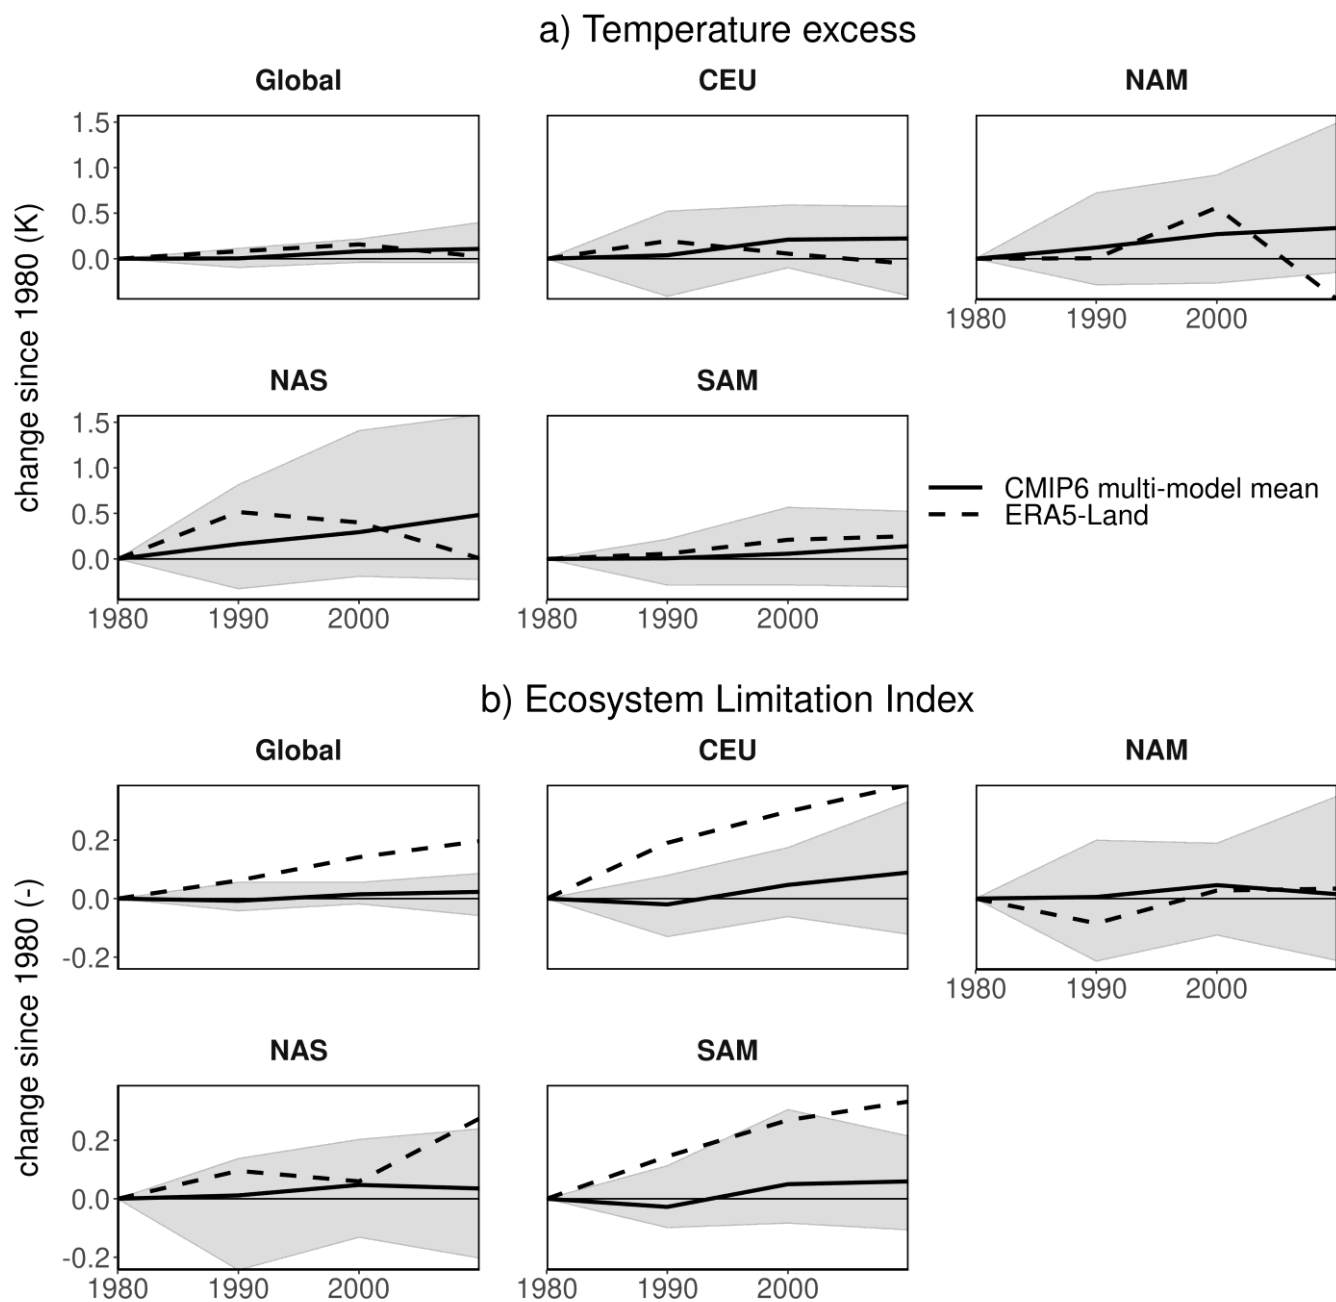 a) Temperature excess
Global
CEU
NAM
change since 1980 (K)
1.5
1.0
0.5
0.0
1980
1990
2000
NAS
SAM
1.5
1.0
0.5
0.0
1980
1990
2000
1980
1990
2000
CMIP6 multi-model mean
ERA5-Land
b) Ecosystem Limitation Index
Global
CEU
NAM
change since 1980 (-)
0.2
0.0
-0.2
1980
1990
2000
NAS
SAM
0.2
0.0
-0.2
1980
1990
2000
1980
1990
2000